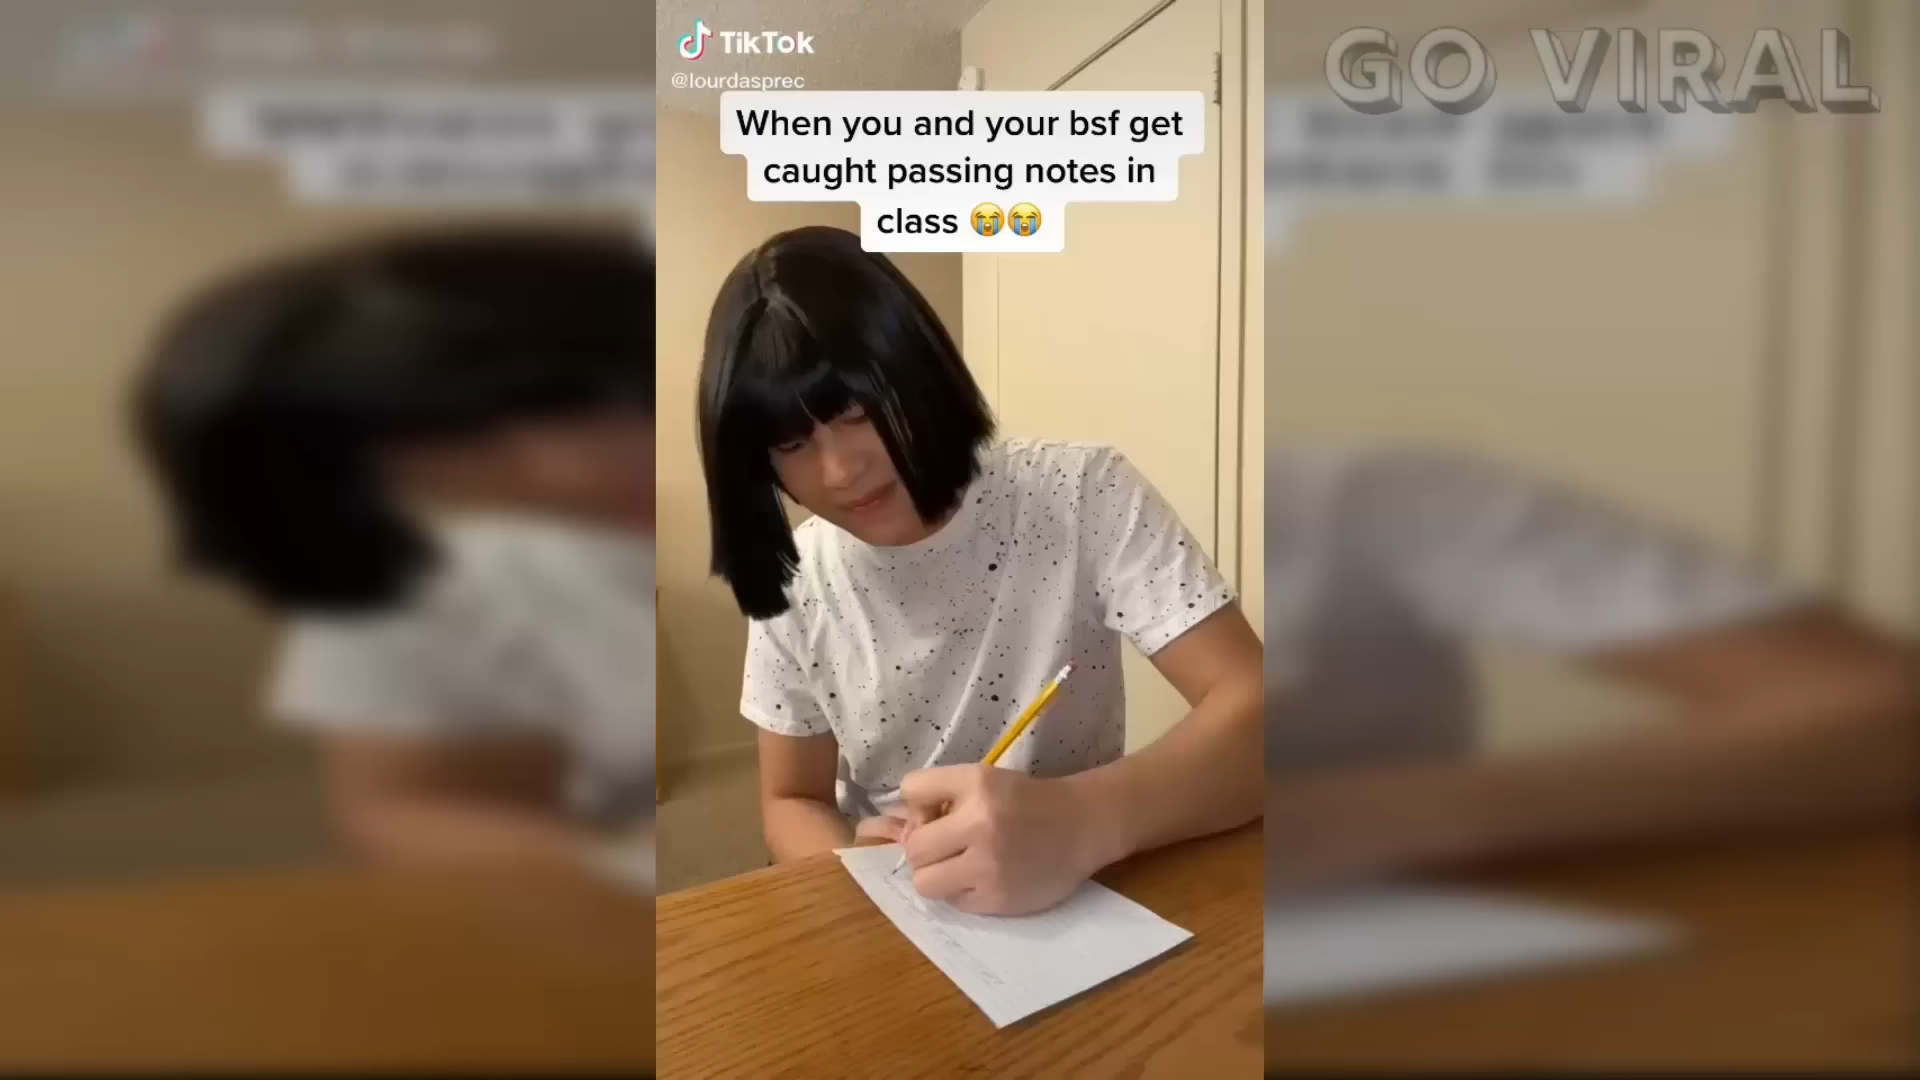 TikTok
@lourdasprec
GO VIRAL
When you and your bsf get
caught passing notes in
class 😭😭